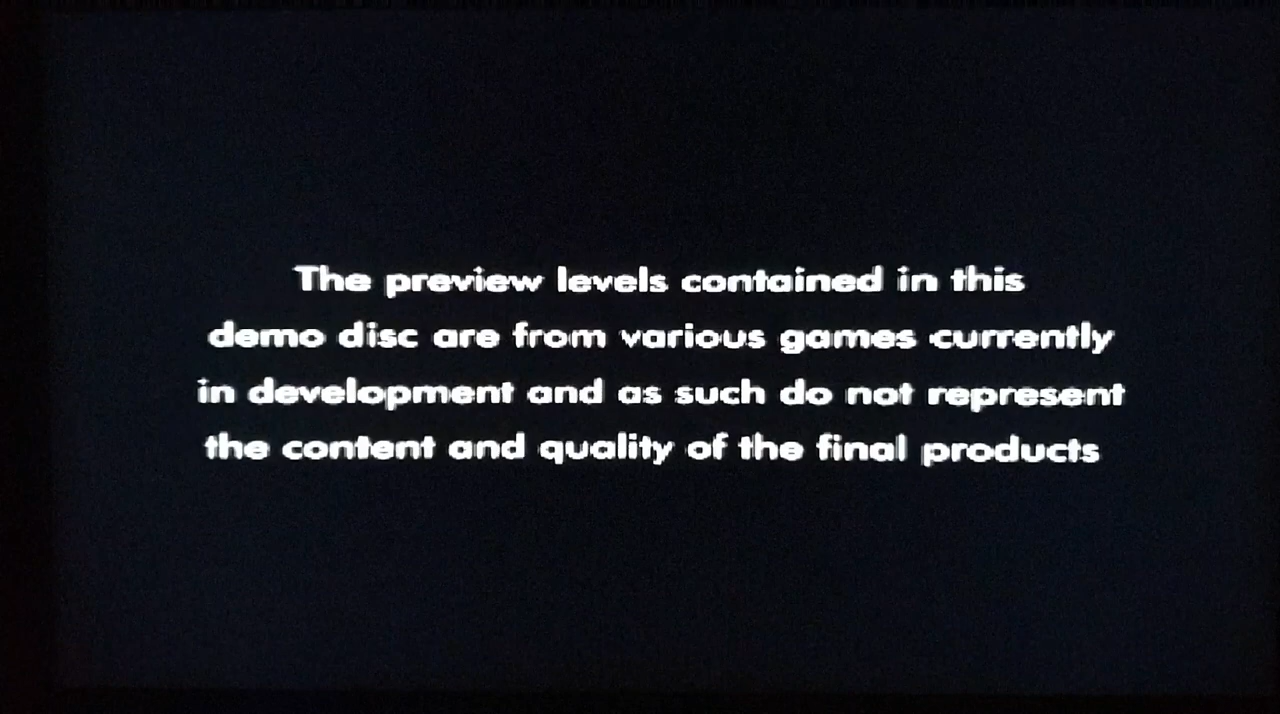 The preview levels contained in this
demo disc are from various games currently
in development and as such do not represent
the content and quality of the final products